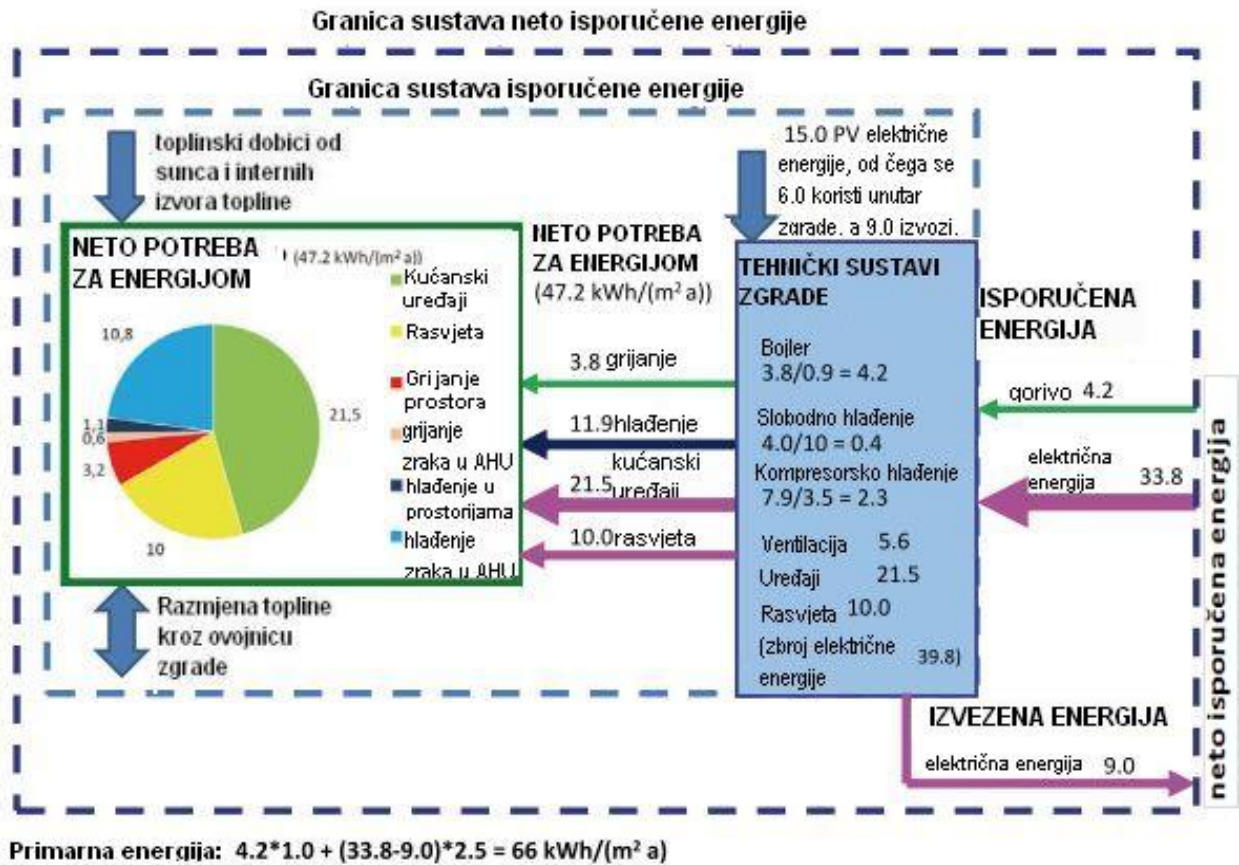 Granica sustava neto isporučene energije
Granica sustava isporučene energije
toplinski dobici od
sunca i internih
izvora topline
15.0 PV električne
energije, od čega se
6.0 koristi unutar
zgrade, a 9.0 izvozi.
NETO POTREBA
ZA ENERGIJOM
(47.2 kWh/(m² a))
10,8
1,1
0,6
3,2
10
21,5
Kućanski
uređaji
Rasvjeta
Grijanje
prostora
grijanje
zraka u AHU
hlađenje u
prostorijama
hlađenje
zraka u AHU
NETO POTREBA
ZA ENERGIJOM
(47.2 kWh/(m² a))
3.8 grijanje
11.9 hlađenje
kućanski
21.5 uređaji
10.0 rasvjeta
TEHNIČKI SUSTAVI
ZGRADE
Bojler
3.8/0.9 = 4.2
Slobodno hlađenje
4.0/10 = 0.4
Kompresorsko hlađenje
7.9/3.5 = 2.3
Ventilacija 5.6
Uređaji 21.5
Rasvjeta 10.0
(zbroj električne
energije 39.8)
ISPORUČENA
ENERGIJA
gorivo 4.2
električna
energija 33.8
IZVEZENA ENERGIJA
električna energija 9.0
neto isporučena energija
Razmjena topline
kroz ovojnicu
zgrade
Primarna energija: 4.2*1.0 + (33.8-9.0)*2.5 = 66 kWh/(m² a)